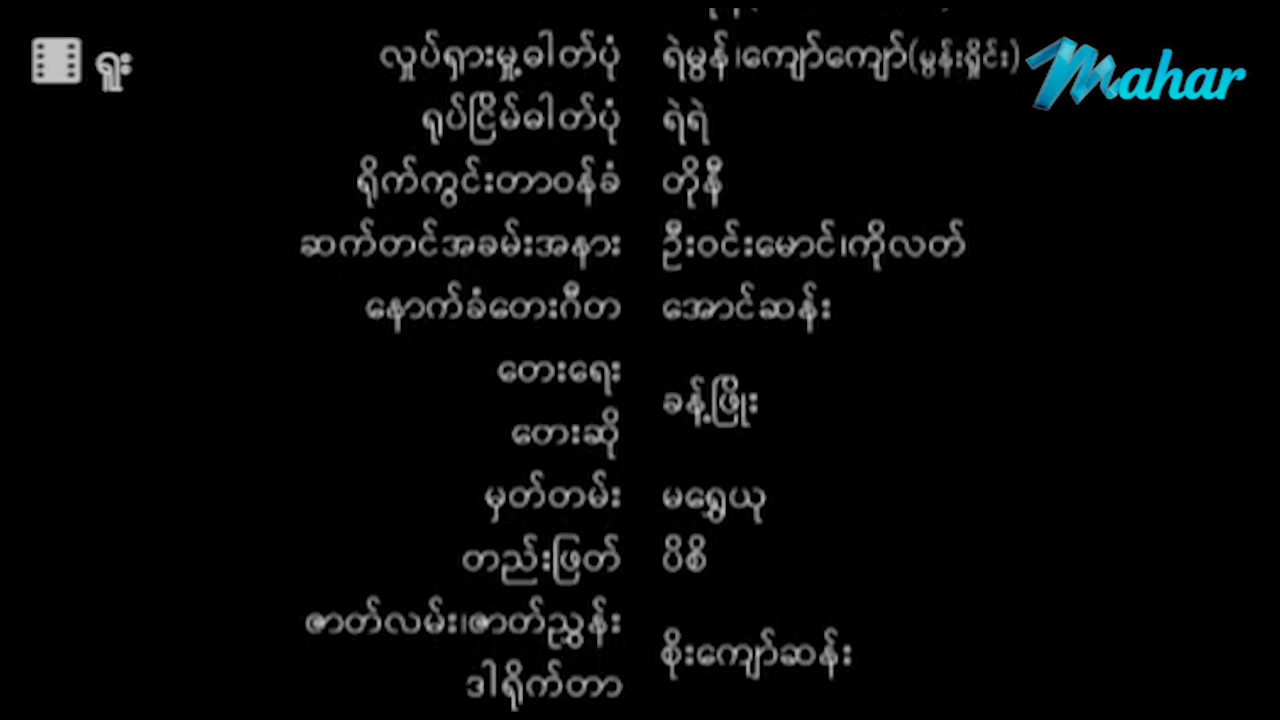 ရူး
Mahar
လှုပ်ရှားမှု့ဓါတ်ပုံ ရဲမွန်၊ကျော်ကျော်(မွန်းရှိုင်း)
ရုပ်ငြိမ်ဓါတ်ပုံ ရဲရဲ
ရိုက်ကွင်းတာဝန်ခံ တိုနီ
ဆက်တင်အခမ်းအနား ဦးဝင်းမောင်၊ကိုလတ်
နောက်ခံတေးဂီတ အောင်ဆန်း
တေးရေး
ခန့်ဖြိုး
တေးဆို
မှတ်တမ်း မရွှေယု
တည်းဖြတ် ပိစိ
ဇာတ်လမ်း၊ဇာတ်ညွှန်း
စိုးကျော်ဆန်း
ဒါရိုက်တာ